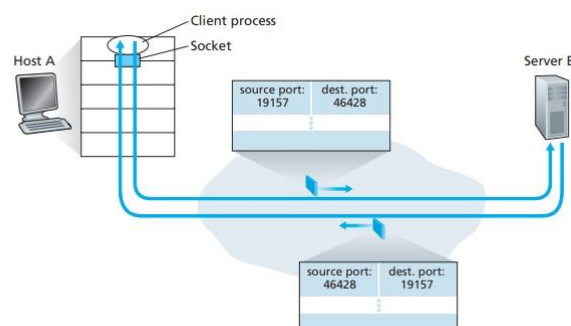 Client process
Socket
Host A
Server B
source port:
19157
dest. port:
46428
source port:
46428
dest. port:
19157